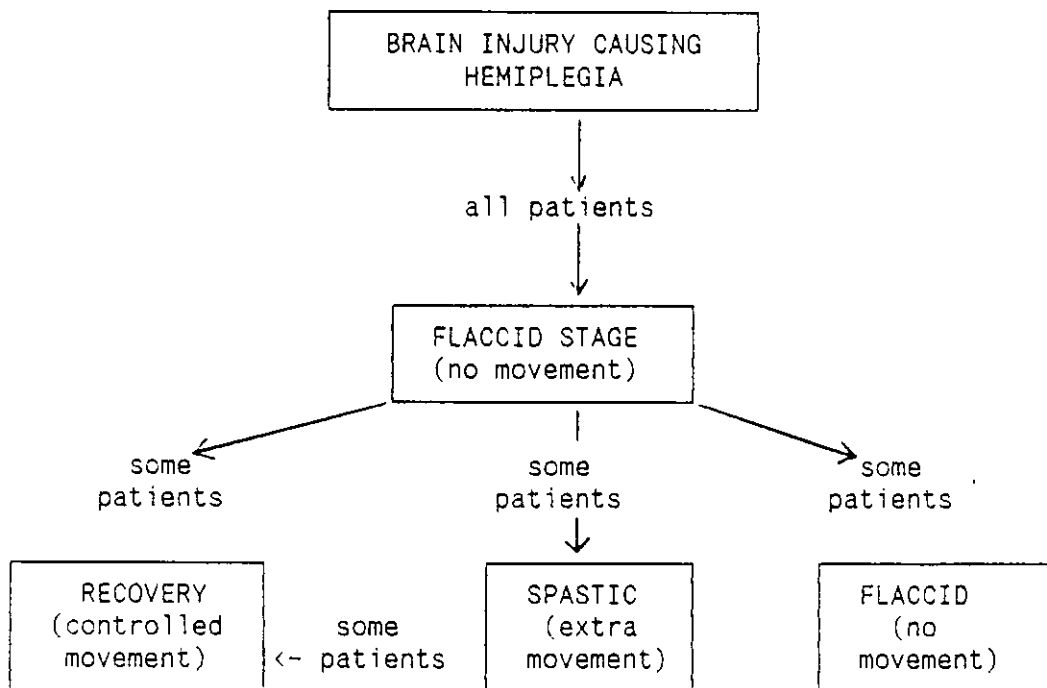 BRAIN INJURY CAUSING
HEMIPLEGIA
all patients
FLACCID STAGE
(no movement)
some
patients
some
patients
some
patients
RECOVERY
(controlled
movement)
<- some
patients
SPASTIC
(extra
movement)
FLACCID
(no
movement)